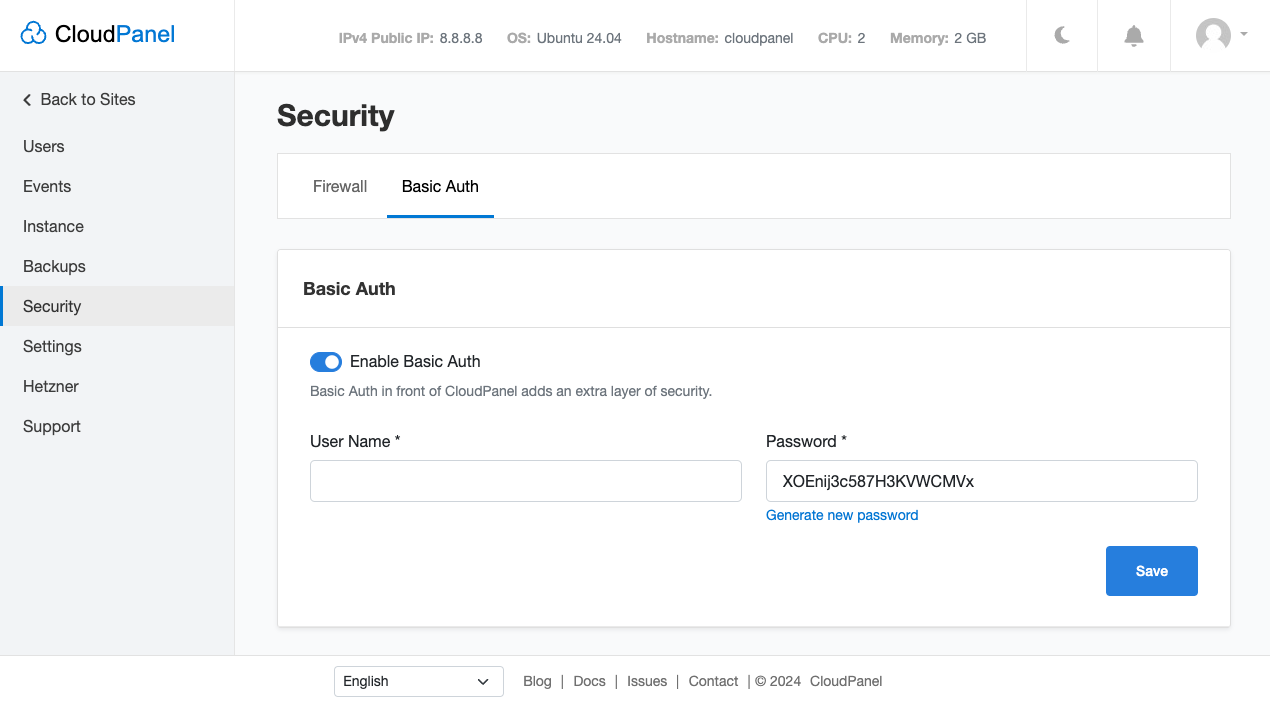 CloudPanel
IPv4 Public IP: 8.8.8.8 OS: Ubuntu 24.04 Hostname: cloudpanel CPU: 2 Memory: 2 GB
Back to Sites
Users
Events
Instance
Backups
Security
Settings
Hetzner
Support
Security
Firewall Basic Auth
Basic Auth
Enable Basic Auth
Basic Auth in front of CloudPanel adds an extra layer of security.
User Name * Password *
XOEnij3c587H3KVWCMVx
Generate new password
Save
English Blog | Docs | Issues | Contact | © 2024 CloudPanel